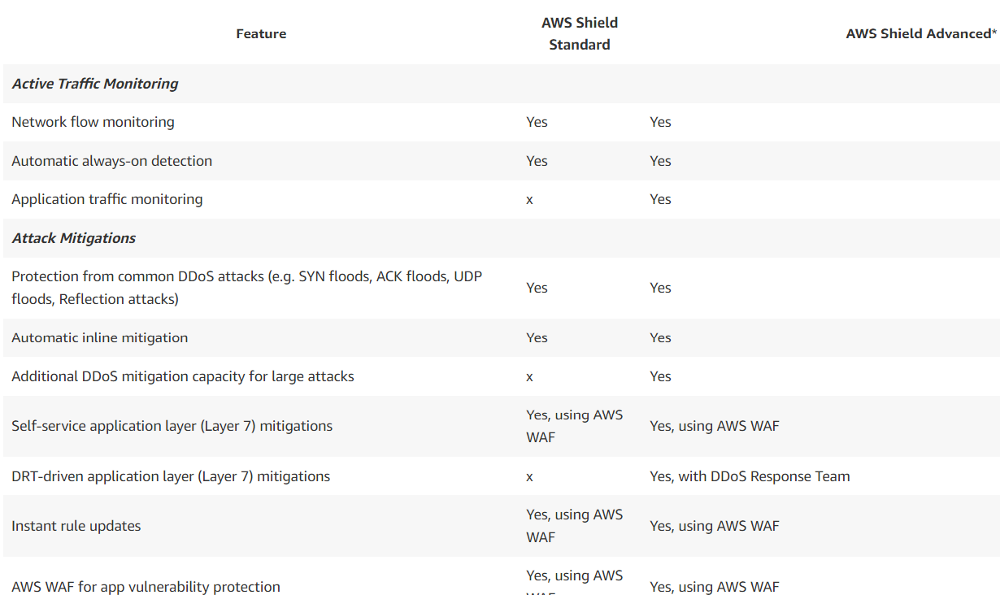 Feature AWS Shield Standard AWS Shield Advanced*
Active Traffic Monitoring
Network flow monitoring Yes Yes
Automatic always-on detection Yes Yes
Application traffic monitoring x Yes
Attack Mitigations
Protection from common DDoS attacks (e.g. SYN floods, ACK floods, UDP
floods, Reflection attacks) Yes Yes
Automatic inline mitigation Yes Yes
Additional DDoS mitigation capacity for large attacks x Yes
Self-service application layer (Layer 7) mitigations Yes, using AWS WAF Yes, using AWS WAF
DRT-driven application layer (Layer 7) mitigations x Yes, with DDoS Response Team
Instant rule updates Yes, using AWS WAF Yes, using AWS WAF
AWS WAF for app vulnerability protection Yes, using AWS WAF Yes, using AWS WAF